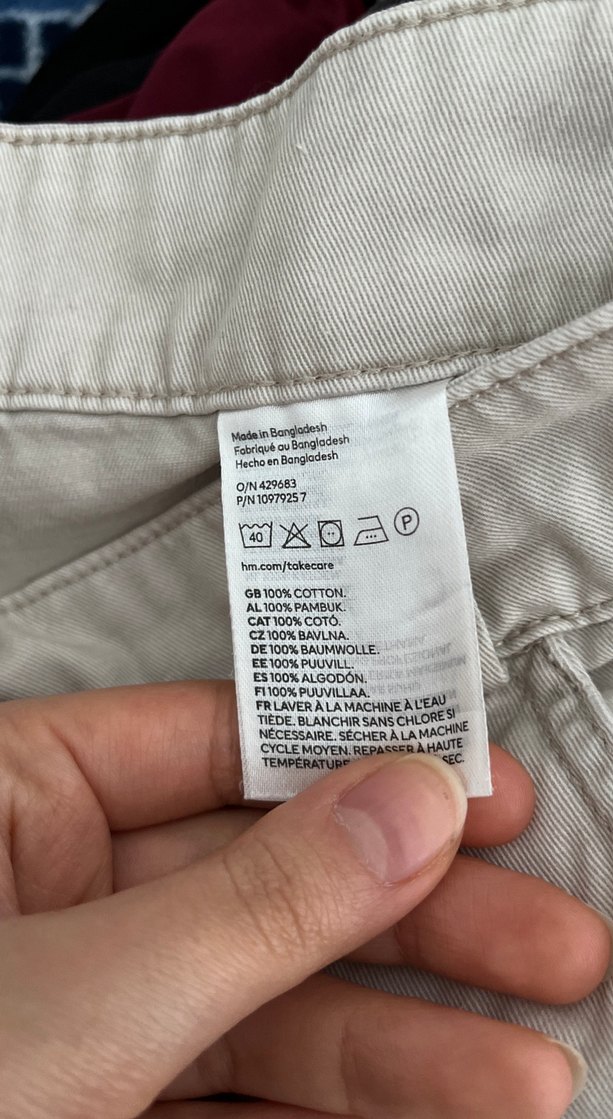 Made in Bangladesh
Fabriqué au Bangladesh
Hecho en Bangladesh
O/N 429683
P/N 1097925 7
40 P
hm.com/takecare
GB 100% COTTON.
AL 100% PAMBUK.
CAT 100% COTÓ.
CZ 100% BAVLNA.
DE 100% BAUMWOLLE.
EE 100% PUUVILL.
ES 100% ALGODÓN.
FI 100% PUUVILLAA.
FR LAVER À LA MACHINE À L'EAU
TIÈDE. BLANCHIR SANS CHLORE SI
NÉCESSAIRE. SÉCHER À LA MACHINE
CYCLE MOYEN. REPASSER À HAUTE
TEMPÉRATURE SEC.